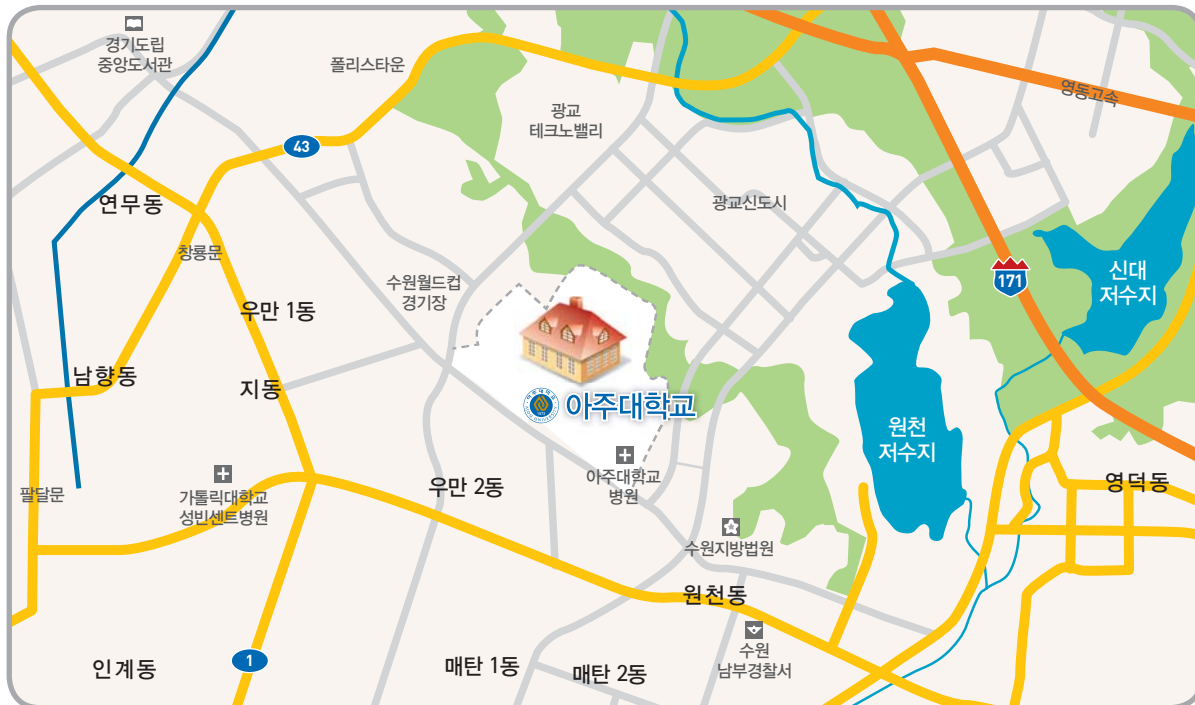 경기도립
중앙도서관
폴리스타운
광교
테크노밸리
영동고속
43
연무동
광교신도시
창룡문
수원월드컵
경기장
171
신대
저수지
우만 1동
남향동
지동
아주대학교
원천
저수지
팔달문
가톨릭대학교
성빈센트병원
우만 2동
아주대학교
병원
영덕동
수원지방법원
원천동
인계동
1
매탄 1동
매탄 2동
수원
남부경찰서